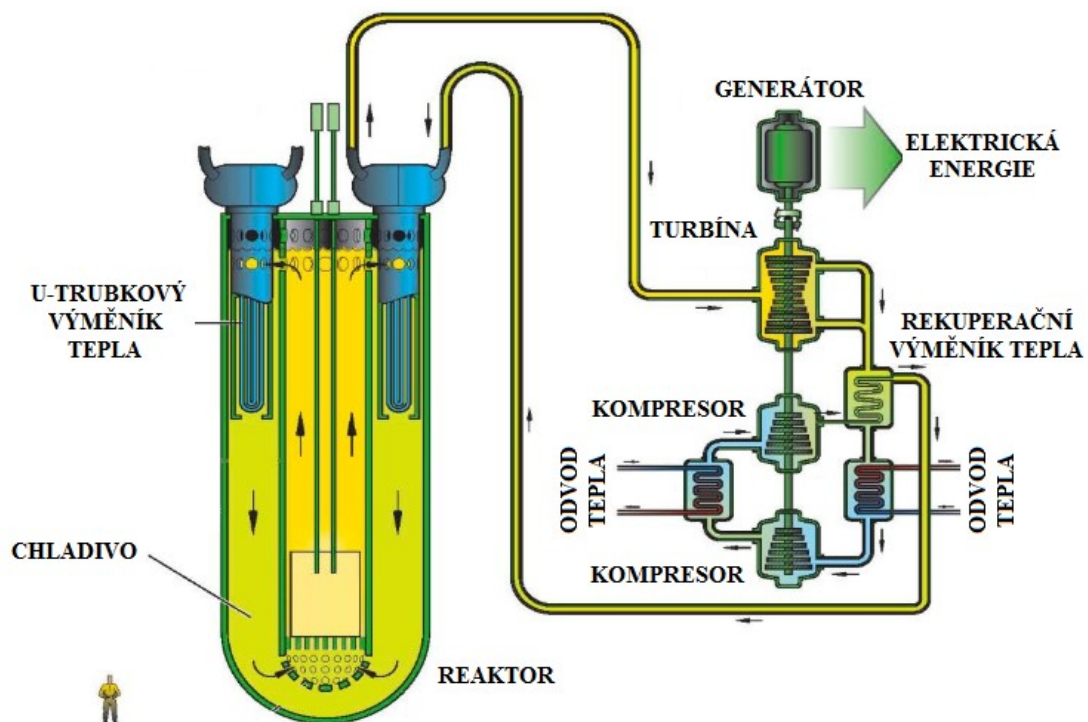 GENERÁTOR
ELEKTRICKÁ
ENERGIE
TURBÍNA
U-TRUBKOVÝ
VÝMĚNÍK
TEPLA
REKUPERAČNÍ
VÝMĚNÍK TEPLA
KOMPRESOR
ODVOD
TEPLA
ODVOD
TEPLA
CHLADIVO
KOMPRESOR
REAKTOR